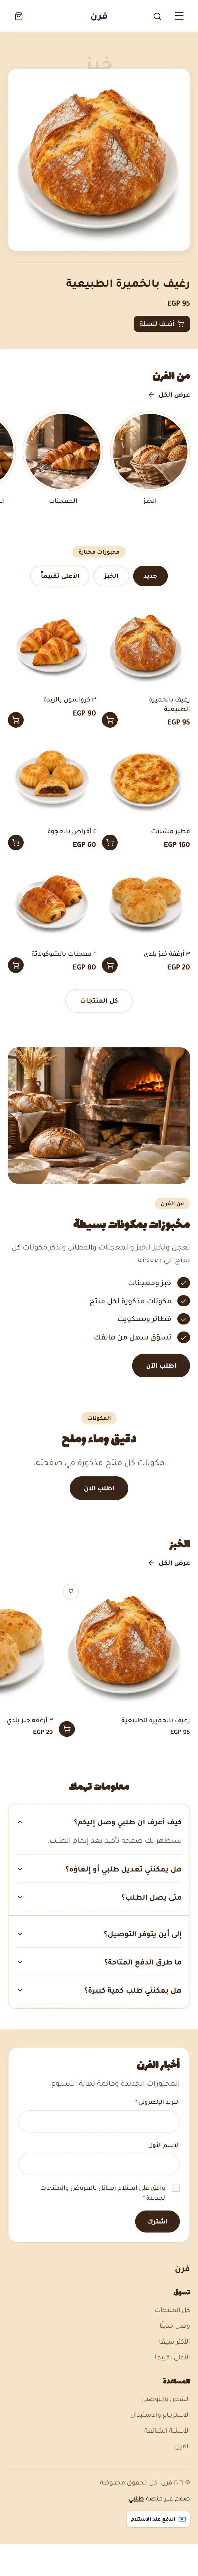 فرن
خبز
رغيف بالخميرة الطبيعية
95 EGP
أضف للسلة
من الفرن
عرض الكل
الخبز
المعجنات
مخبوزات مختارة
جديد
الخبز
الأعلى تقييماً
رغيف بالخميرة
الطبيعية
95 EGP
٣ كرواسون بالزبدة
90 EGP
فطير مشلتت
160 EGP
٤ أقراص بالعجوة
60 EGP
٣ أرغفة خبز بلدي
20 EGP
٢ معجنات بالشوكولاتة
80 EGP
كل المنتجات
من الفرن
مخبوزات بمكونات بسيطة
نعجن ونخبز الخبز والمعجنات والفطائر، ونذكر مكونات كل
منتج في صفحته.
خبز ومعجنات
مكونات مذكورة لكل منتج
فطائر وبسكويت
تسوّق سهل من هاتفك
اطلب الآن
المكونات
دقيق وماء وملح
مكونات كل منتج مذكورة في صفحته.
اطلب الآن
الخبز
عرض الكل
رغيف بالخميرة الطبيعية
95 EGP
٣ أرغفة خبز بلدي
20 EGP
معلومات تهمك
كيف أعرف أن طلبي وصل إليكم؟
ستظهر لك صفحة تأكيد بعد إتمام الطلب.
هل يمكنني تعديل طلبي أو إلغاؤه؟
متى يصل الطلب؟
إلى أين يتوفر التوصيل؟
ما طرق الدفع المتاحة؟
هل يمكنني طلب كمية كبيرة؟
أخبار الفرن
المخبوزات الجديدة وقائمة نهاية الأسبوع.
البريد الإلكتروني *
الاسم الأول
أوافق على استلام رسائل بالعروض والمنتجات
الجديدة *
اشترك
فرن
تسوق
كل المنتجات
وصل حديثًا
الأكثر مبيعًا
الأعلى تقييماً
المساعدة
الشحن والتوصيل
الاسترجاع والاستبدال
الأسئلة الشائعة
الفرن
© ٢٠٢٦ فرن. كل الحقوق محفوظة.
صمم عبر منصة طلبي
الدفع عند الاستلام